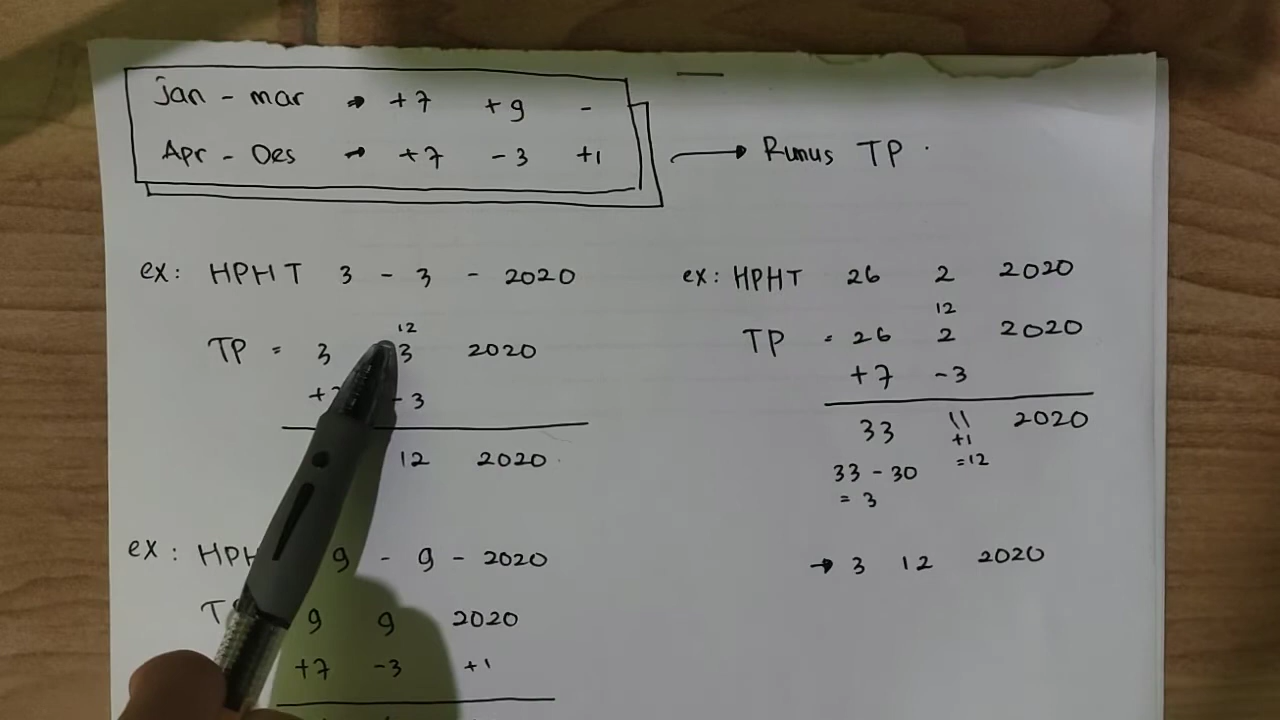 Jan - mar → +7 +9 -
Apr - Des → +7 -3 +1
→ Rumus TP.
ex: HPHT 3 - 3 - 2020
12
TP = 3 3 2020
-3
12 2020
ex: 9 - 9 - 2020
9 9 2020
+7 -3 +1
ex: HPHT 26 2 2020
12
TP = 26 2 2020
+7 -3
33 11 2020
+1
33 - 30 =12
= 3
→ 3 12 2020